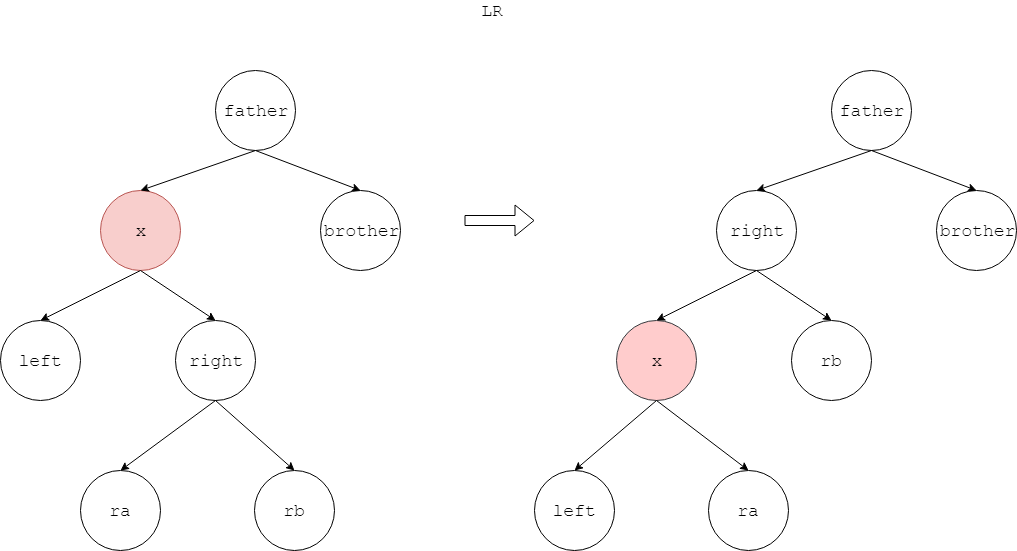 LR
father father
x brother right brother
left right x rb
ra rb left ra